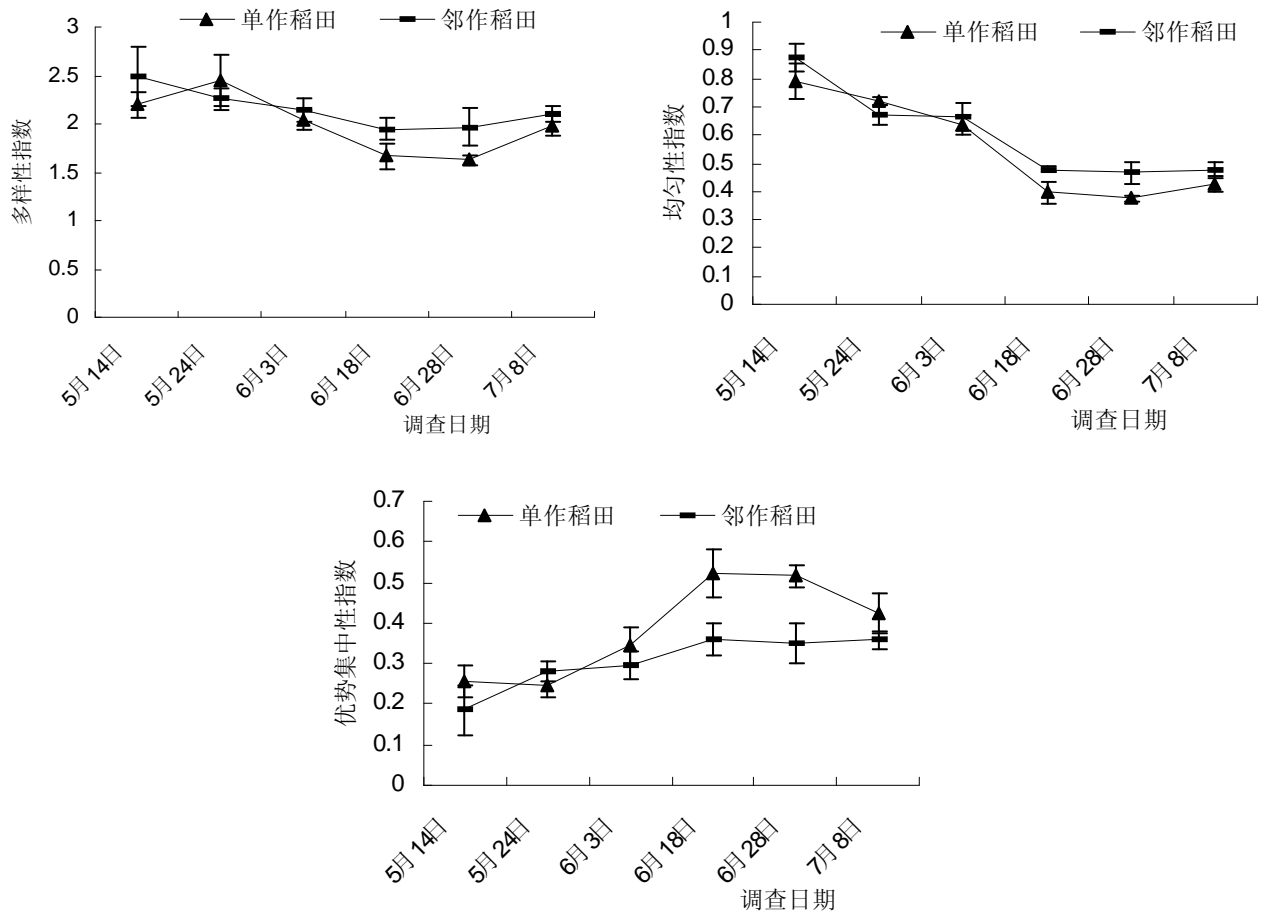 单作稻田
邻作稻田
多样性指数
3
2.5
2
1.5
1
0.5
0
5月14日
5月24日
6月3日
6月18日
6月28日
7月8日
调查日期
单作稻田
邻作稻田
均匀性指数
1
0.9
0.8
0.7
0.6
0.5
0.4
0.3
0.2
0.1
0
5月14日
5月24日
6月3日
6月18日
6月28日
7月8日
调查日期
单作稻田
邻作稻田
优势集中性指数
0.7
0.6
0.5
0.4
0.3
0.2
0.1
0
5月14日
5月24日
6月3日
6月18日
6月28日
7月8日
调查日期